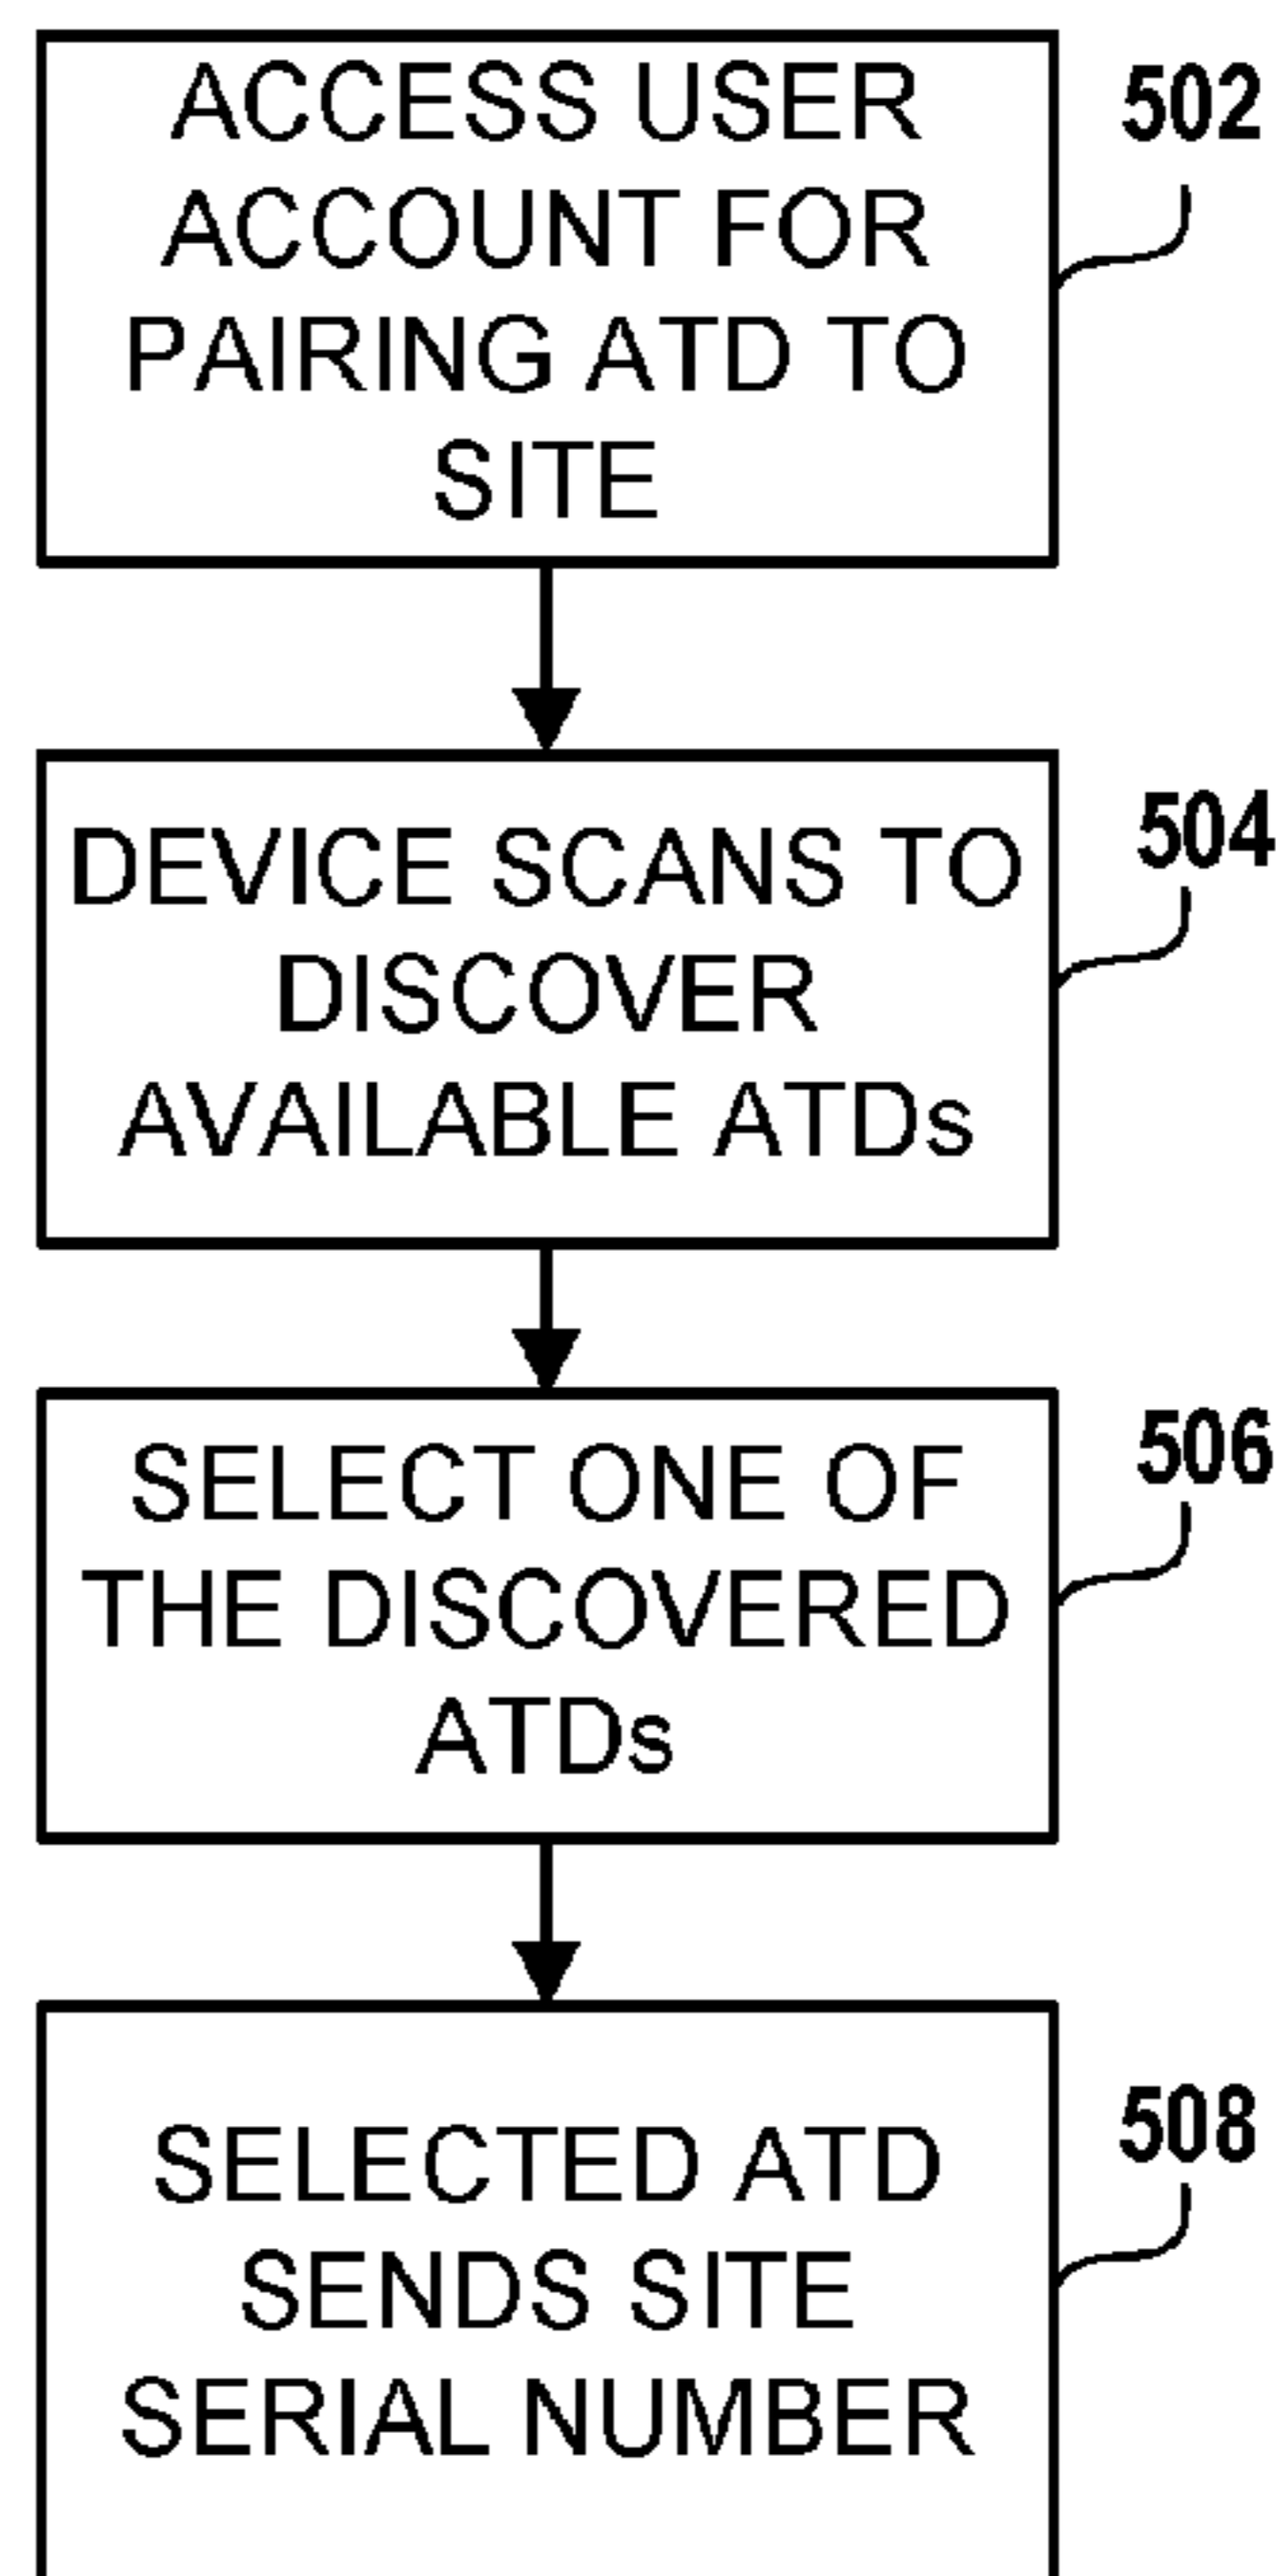 ACCESS USER
ACCOUNT FOR
PAIRING ATD TO
SITE
502
DEVICE SCANS TO
DISCOVER
AVAILABLE ATDs
504
SELECT ONE OF
THE DISCOVERED
ATDs
506
SELECTED ATD
SENDS SITE
SERIAL NUMBER
508